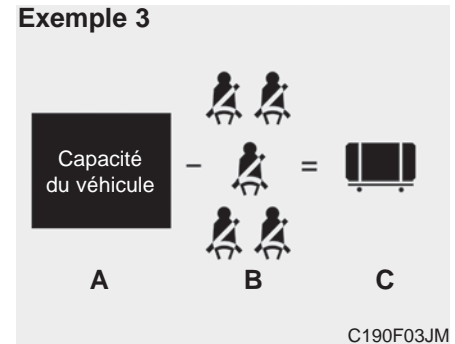 Exemple 3
Capacité
du véhicule
- =
A B C
C190F03JM